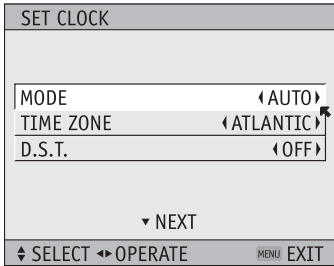 SET CLOCK
MODE ◀ AUTO ▶
TIME ZONE ◀ ATLANTIC ▶
D.S.T. ◀ OFF ▶
▼ NEXT
▲▼ SELECT ◀▶ OPERATE MENU EXIT